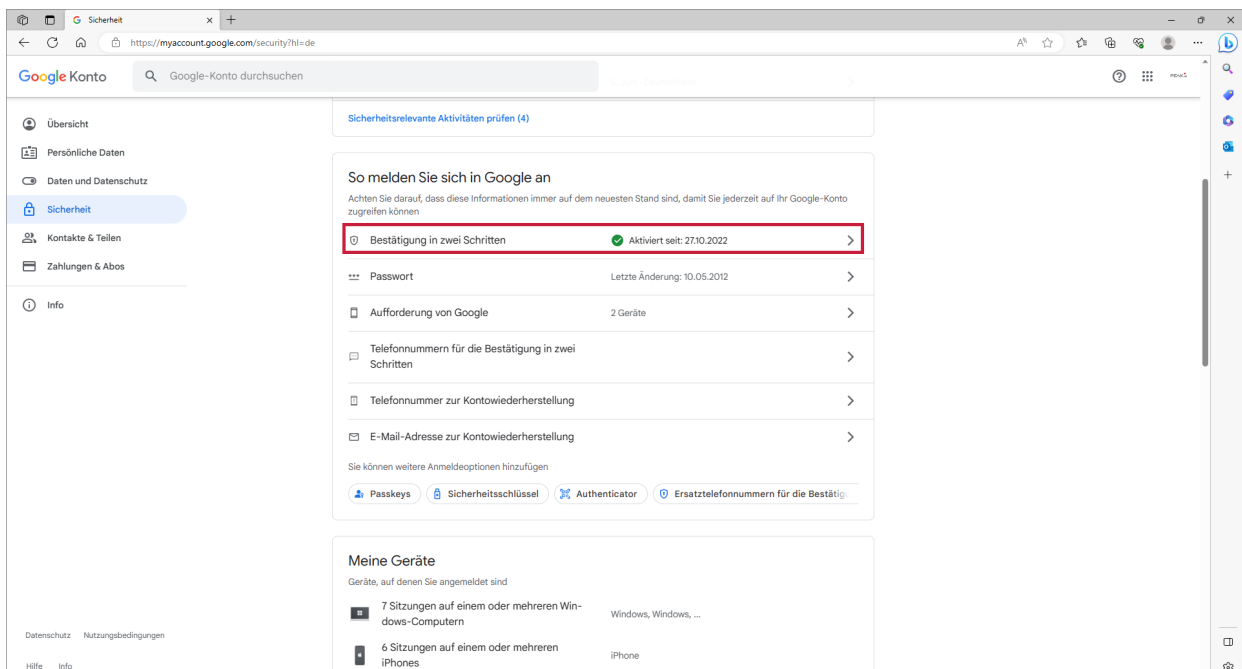 Sicherheit
https://myaccount.google.com/security?hl=de
Google Konto
Google-Konto durchsuchen
Übersicht
Persönliche Daten
Daten und Datenschutz
Sicherheit
Kontakte & Teilen
Zahlungen & Abos
Info
Datenschutz Nutzungsbedingungen
Hilfe Info
Sicherheitsrelevante Aktivitäten prüfen (4)
So melden Sie sich in Google an
Achten Sie darauf, dass diese Informationen immer auf dem neuesten Stand sind, damit Sie jederzeit auf Ihr Google-Konto
zugreifen können
Bestätigung in zwei Schritten Aktiviert seit: 27.10.2022
Passwort Letzte Änderung: 10.05.2012
Aufforderung von Google 2 Geräte
Telefonnummern für die Bestätigung in zwei
Schritten
Telefonnummer zur Kontowiederherstellung
E-Mail-Adresse zur Kontowiederherstellung
Sie können weitere Anmeldeoptionen hinzufügen
Passkeys Sicherheitsschlüssel Authenticator Ersatztelefonnummern für die Bestätig
Meine Geräte
Geräte, auf denen Sie angemeldet sind
7 Sitzungen auf einem oder mehreren Win-
dows-Computern
Windows, Windows, ...
6 Sitzungen auf einem oder mehreren
iPhones
iPhone